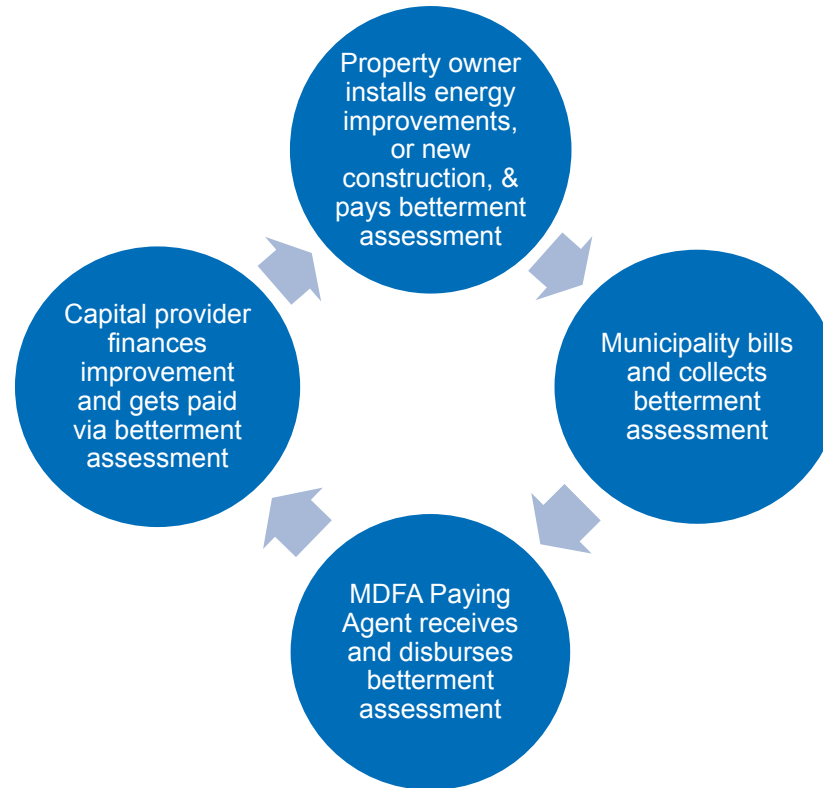 Property owner
installs energy
improvements,
or new
construction, &
pays betterment
assessment
Municipality bills
and collects
betterment
assessment
MDFA Paying
Agent receives
and disburses
betterment
assessment
Capital provider
finances
improvement
and gets paid
via betterment
assessment